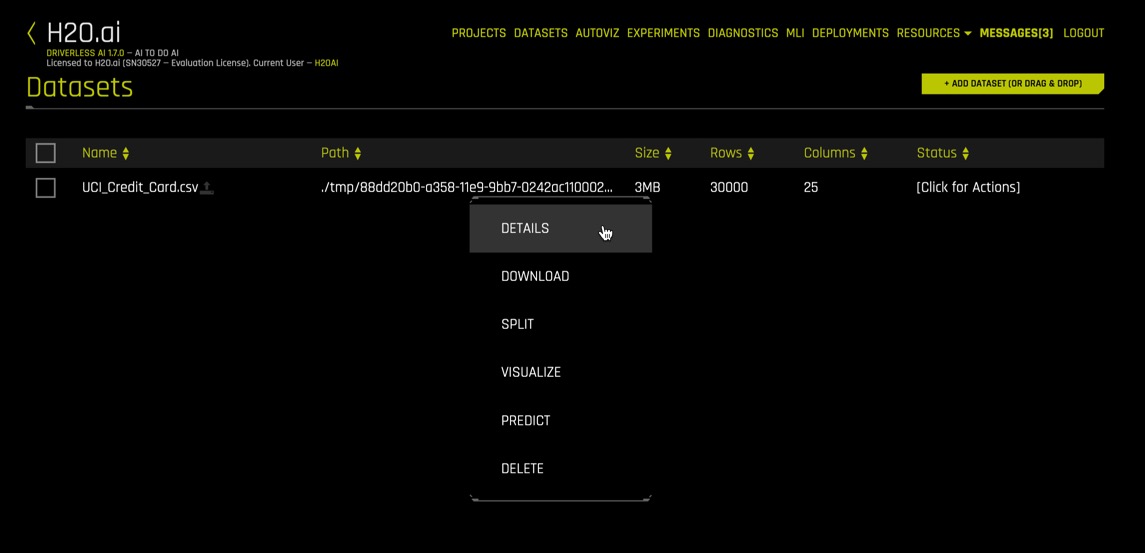 H2O.ai
DRIVERLESS AI 1.7.0 – AI TO DO AI
Licensed to H2O.ai (SN30527 – Evaluation License). Current User – H2OAI
PROJECTS DATASETS AUTOVIZ EXPERIMENTS DIAGNOSTICS MLI DEPLOYMENTS RESOURCES MESSAGES[3] LOGOUT
Datasets
+ ADD DATASET (OR DRAG & DROP)
Name Path Size Rows Columns Status
UCI_Credit_Card.csv ./tmp/88dd20b0-a358-11e9-9bb7-0242ac110002... 3MB 30000 25 [Click for Actions]
DETAILS
DOWNLOAD
SPLIT
VISUALIZE
PREDICT
DELETE